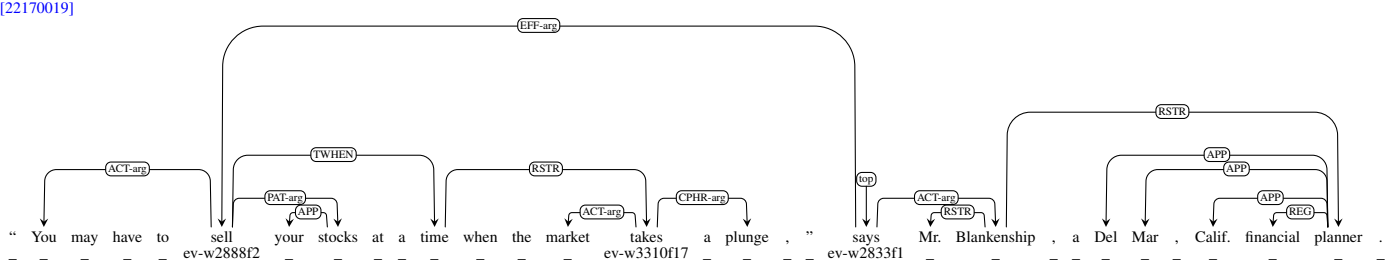 [22170019]
EFF-arg
RSTR
ACT-arg TWHEN RSTR APP
APP
top
PAT-arg CPHR-arg ACT-arg APP
APP ACT-arg RSTR REG
“ You may have to sell your stocks at a time when the market takes a plunge , ” says Mr. Blankenship , a Del Mar , Calif. financial planner .
_ _ _ _ _ ev-w2888f2 _ _ _ _ _ _ _ _ ev-w3310f17 _ _ _ _ ev-w2833f1 _ _ _ _ _ _ _ _ _ _ _